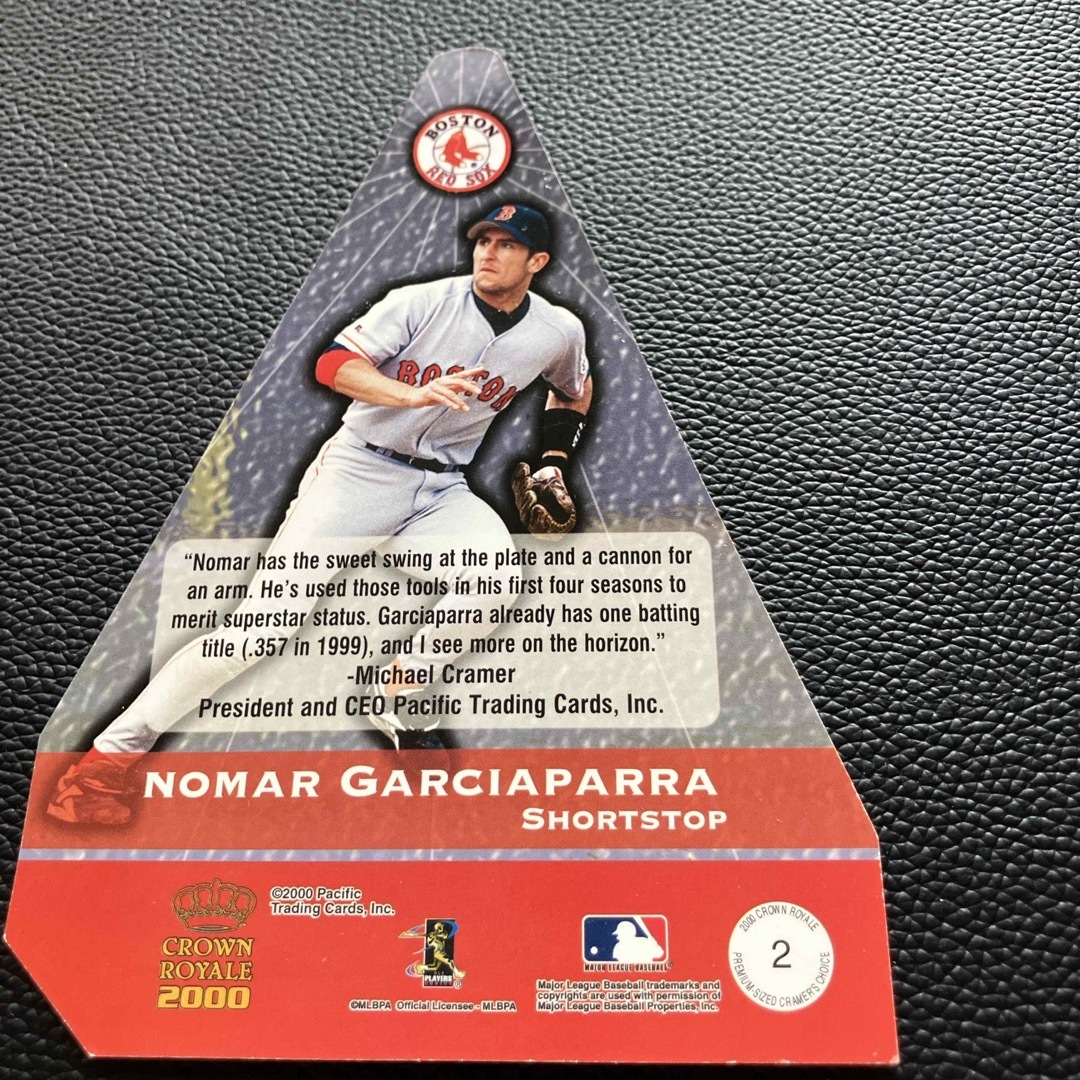 BOSTON
RED SOX
B
BOSTON
“Nomar has the sweet swing at the plate and a cannon for
an arm. He’s used those tools in his first four seasons to
merit superstar status. Garciaparra already has one batting
title (.357 in 1999), and I see more on the horizon.”
-Michael Cramer
President and CEO Pacific Trading Cards, Inc.
NOMAR GARCIAPARRA
SHORTSTOP
©2000 Pacific
Trading Cards, Inc.
CROWN
ROYALE
2000
PLAYERS
CHOICE
©MLBPA Official Licensee - MLBPA
MAJOR LEAGUE BASEBALL
Major League Baseball trademarks and
copyrights are used with permission of
Major League Baseball Properties, Inc.
2000 CROWN ROYALE
2
PREMIUM-SIZED CRAMER'S CHOICE